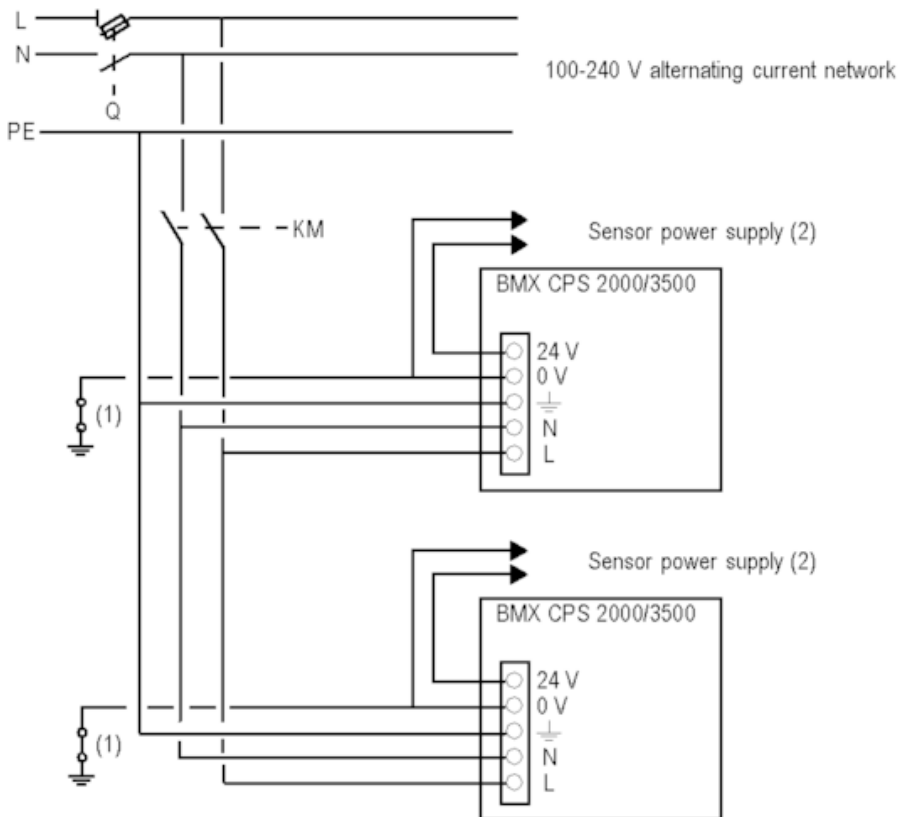 L
N
100-240 V alternating current network
Q
PE
KM
Sensor power supply (2)
BMX CPS 2000/3500
24 V
0 V
(1)
N
L
Sensor power supply (2)
BMX CPS 2000/3500
24 V
0 V
(1)
N
L